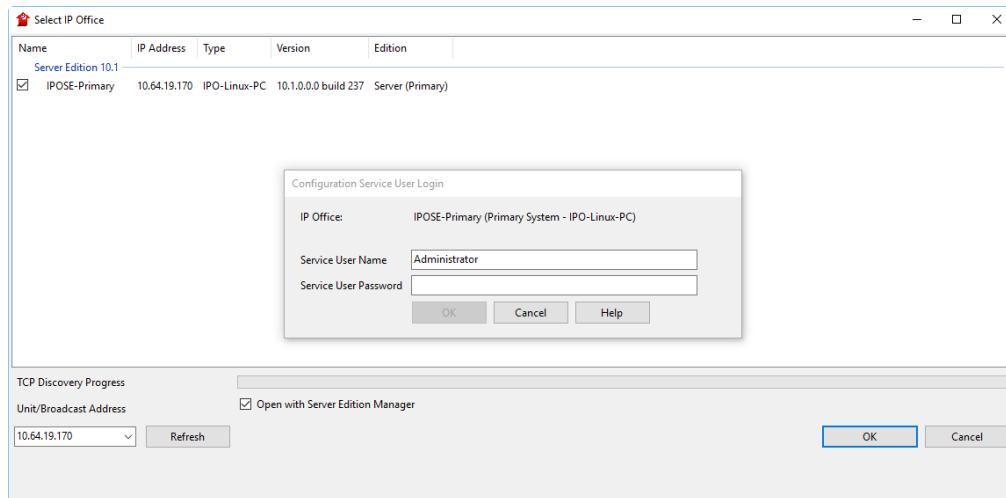 Select IP Office
Name IP Address Type Version Edition
Server Edition 10.1
IPOSE-Primary 10.64.19.170 IPO-Linux-PC 10.1.0.0.0 build 237 Server (Primary)
Configuration Service User Login
IP Office: IPOSE-Primary (Primary System - IPO-Linux-PC)
Service User Name Administrator
Service User Password
OK Cancel Help
TCP Discovery Progress
Unit/Broadcast Address Open with Server Edition Manager
10.64.19.170 Refresh OK Cancel